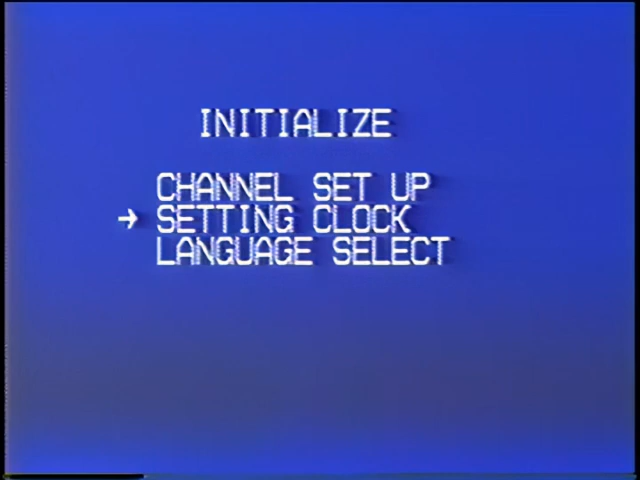 INITIALIZE
CHANNEL SET UP
→ SETTING CLOCK
LANGUAGE SELECT